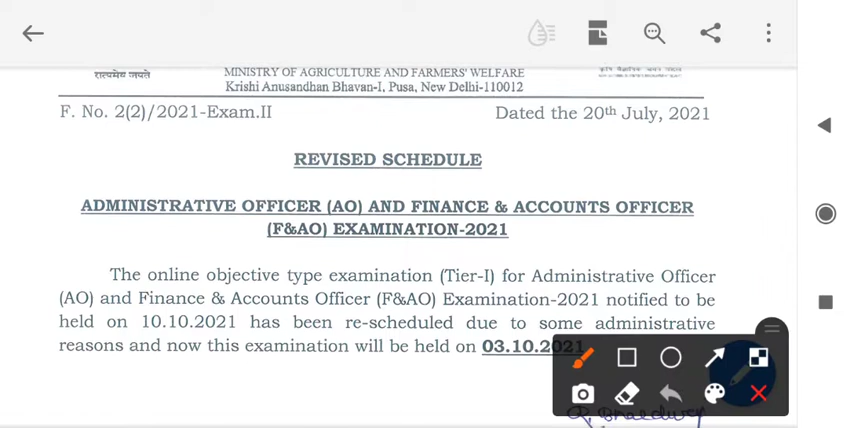 सत्यमेव जयते
MINISTRY OF AGRICULTURE AND FARMERS' WELFARE
Krishi Anusandhan Bhavan-I, Pusa, New Delhi-110012
F. No. 2(2)/2021-Exam.II
Dated the 20th July, 2021
REVISED SCHEDULE
ADMINISTRATIVE OFFICER (AO) AND FINANCE & ACCOUNTS OFFICER
(F&AO) EXAMINATION-2021
The online objective type examination (Tier-I) for Administrative Officer
(AO) and Finance & Accounts Officer (F&AO) Examination-2021 notified to be
held on 10.10.2021 has been re-scheduled due to some administrative
reasons and now this examination will be held on 03.10.2021